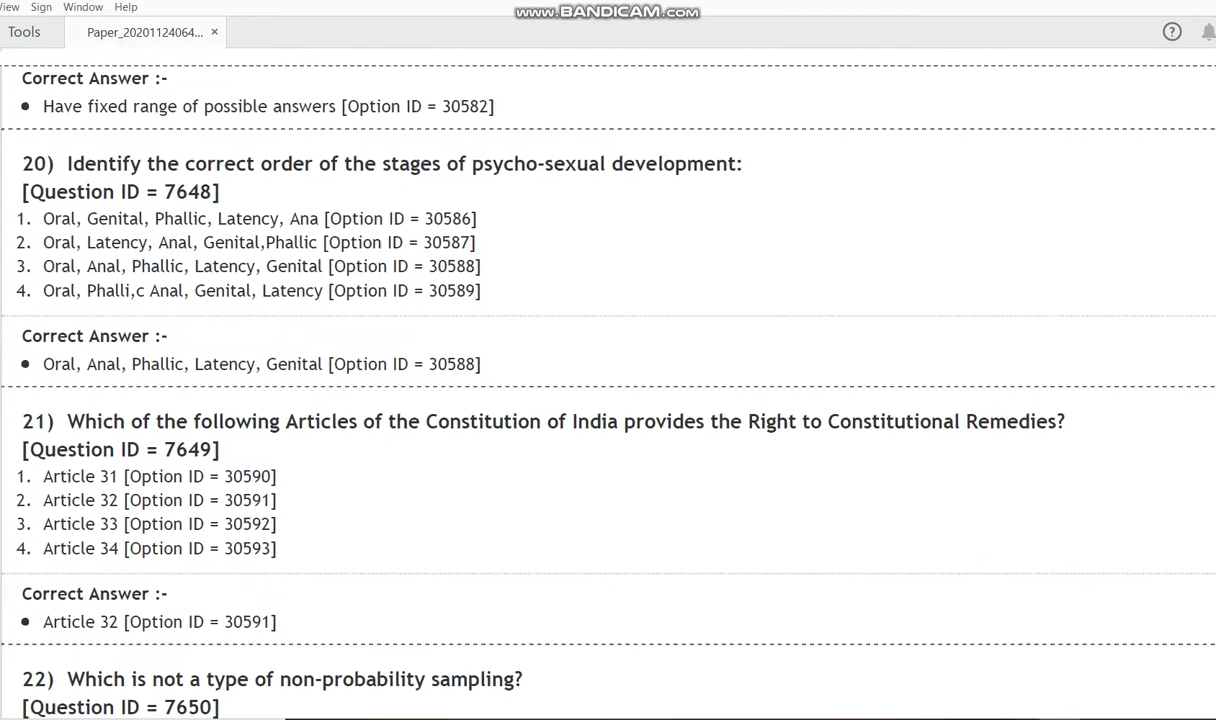 View Sign Window Help
www.BANDICAM.com
Tools Paper_20201124064... ×
Correct Answer :-
• Have fixed range of possible answers [Option ID = 30582]
20) Identify the correct order of the stages of psycho-sexual development:
[Question ID = 7648]
1. Oral, Genital, Phallic, Latency, Ana [Option ID = 30586]
2. Oral, Latency, Anal, Genital,Phallic [Option ID = 30587]
3. Oral, Anal, Phallic, Latency, Genital [Option ID = 30588]
4. Oral, Phalli,c Anal, Genital, Latency [Option ID = 30589]
Correct Answer :-
• Oral, Anal, Phallic, Latency, Genital [Option ID = 30588]
21) Which of the following Articles of the Constitution of India provides the Right to Constitutional Remedies?
[Question ID = 7649]
1. Article 31 [Option ID = 30590]
2. Article 32 [Option ID = 30591]
3. Article 33 [Option ID = 30592]
4. Article 34 [Option ID = 30593]
Correct Answer :-
• Article 32 [Option ID = 30591]
22) Which is not a type of non-probability sampling?
[Question ID = 7650]